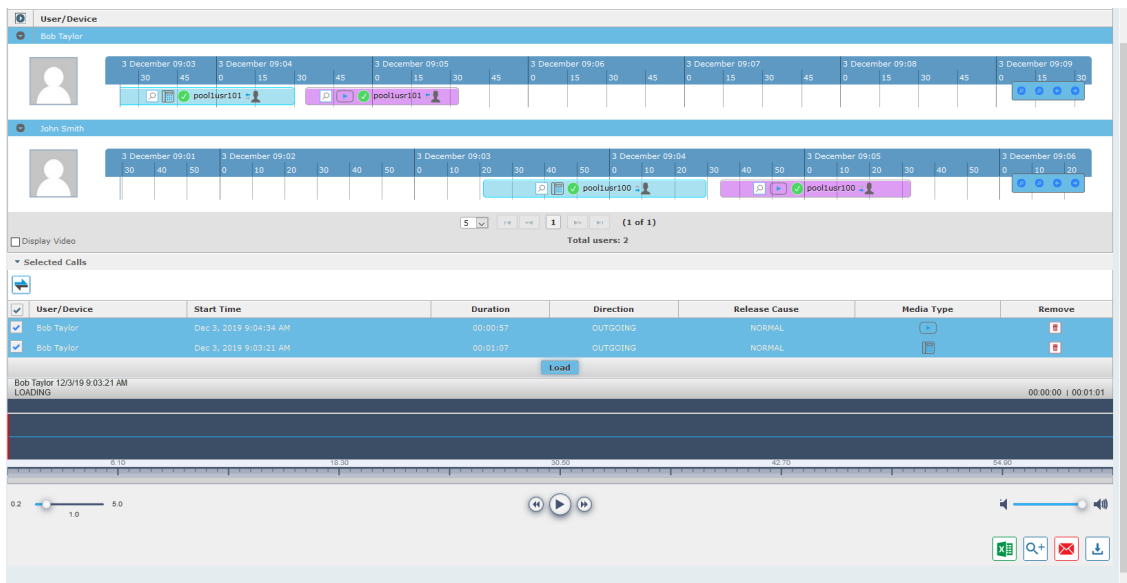 User/Device
Bob Taylor
3 December 09:03 3 December 09:04 3 December 09:05 3 December 09:06 3 December 09:07 3 December 09:08 3 December 09:09
30 45 0 15 30 45 0 15 30 45 0 15 30 45 0 15 30 45 0 15 30 45 0 15 30
pool1usr101 pool1usr101
John Smith
3 December 09:01 3 December 09:02 3 December 09:03 3 December 09:04 3 December 09:05 3 December 09:06
30 40 50 0 10 20 30 40 50 0 10 20 30 40 50 0 10 20 30 40 50 0 10 20 30 40 50 0 10 20
pool1usr100 pool1usr100
5 1 (1 of 1)
Display Video Total users: 2
Selected Calls
User/Device Start Time Duration Direction Release Cause Media Type Remove
Bob Taylor Dec 3, 2019 9:04:34 AM 00:00:57 OUTGOING NORMAL
Bob Taylor Dec 3, 2019 9:03:21 AM 00:01:07 OUTGOING NORMAL
Load
Bob Taylor 12/3/19 9:03:21 AM
LOADING 00:00:00 | 00:01:01
6.10 18.30 30.50 42.70 54.90
0.2 5.0
1.0